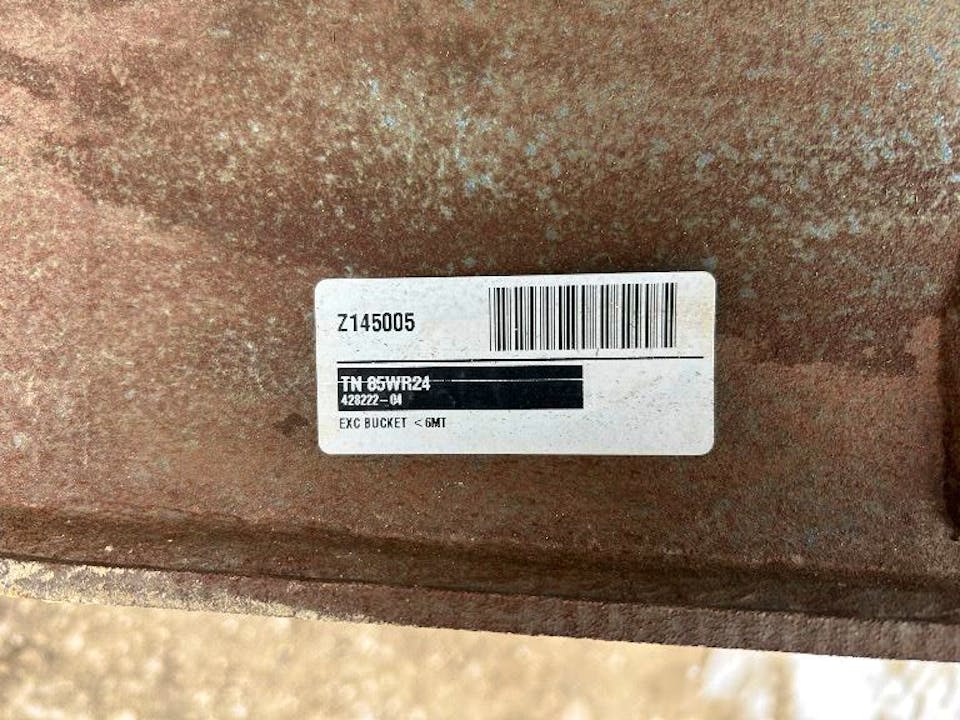 Z145005
TN 85WR24
428222-04
EXC BUCKET <6MT